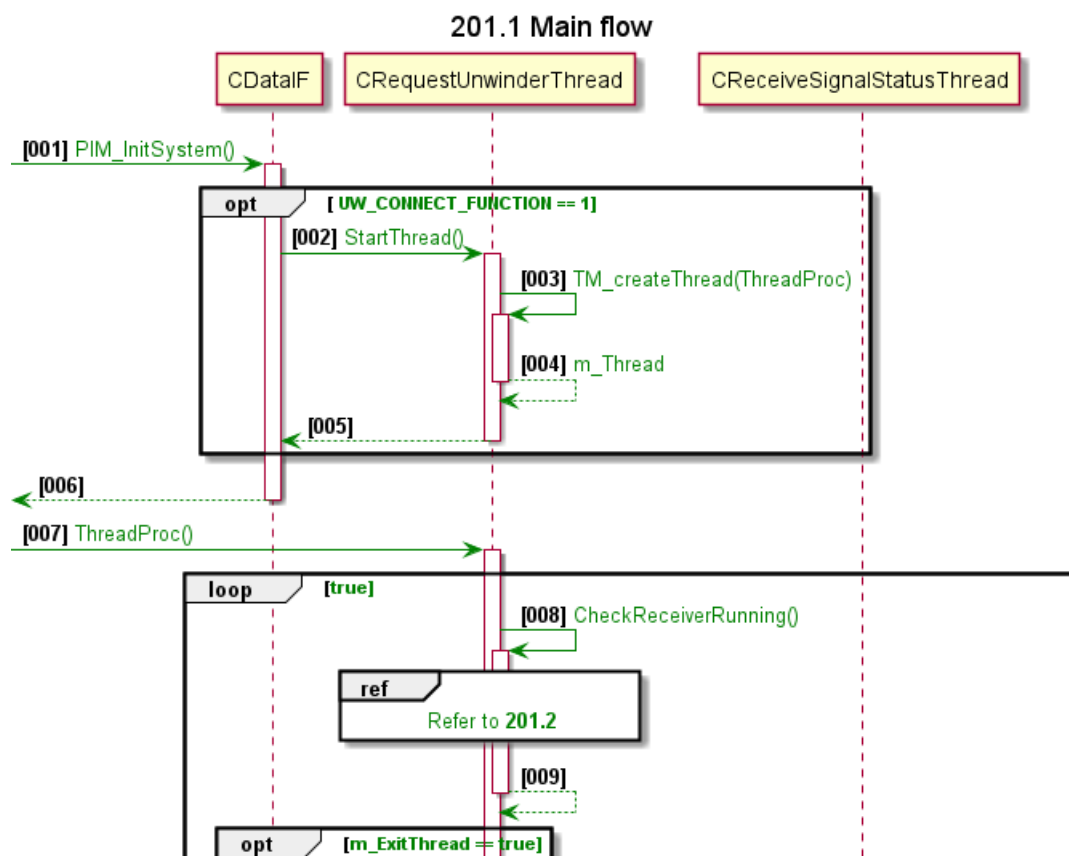 201.1 Main flow
CDataIF
CRequestUnwinderThread
CReceiveSignalStatusThread
[001] PIM_InitSystem()
opt
[ UW_CONNECT_FUNCTION == 1]
[002] StartThread()
[003] TM_createThread(ThreadProc)
[004] m_Thread
[005]
[006]
[007] ThreadProc()
loop
[true]
[008] CheckReceiverRunning()
ref
Refer to 201.2
[009]
opt
[m_ExitThread == true]